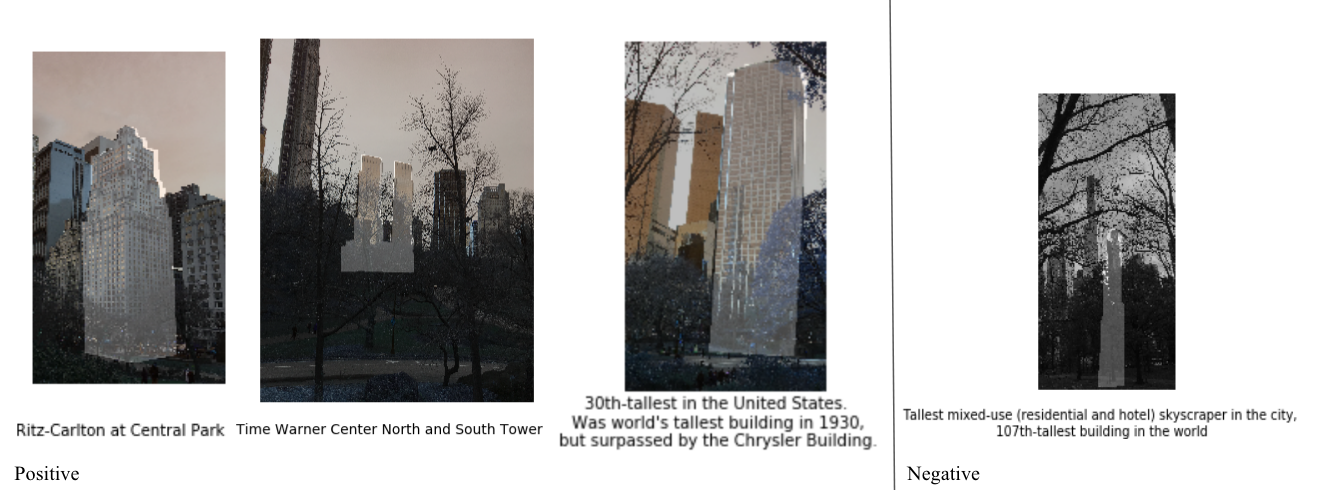 Ritz-Carlton at Central Park
Time Warner Center North and South Tower
30th-tallest in the United States.
Was world's tallest building in 1930,
but surpassed by the Chrysler Building.
Positive
Tallest mixed-use (residential and hotel) skyscraper in the city,
107th-tallest building in the world
Negative